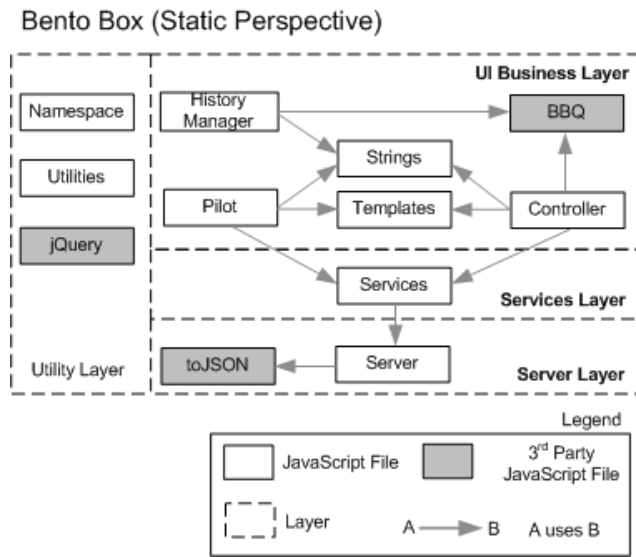 Bento Box (Static Perspective)
UI Business Layer
Namespace
History
Manager
BBQ
Strings
Utilities
Pilot
Templates
Controller
jQuery
Services
Services Layer
Utility Layer
toJSON
Server
Server Layer
Legend
JavaScript File
3rd Party
JavaScript File
Layer
A
B
A uses B